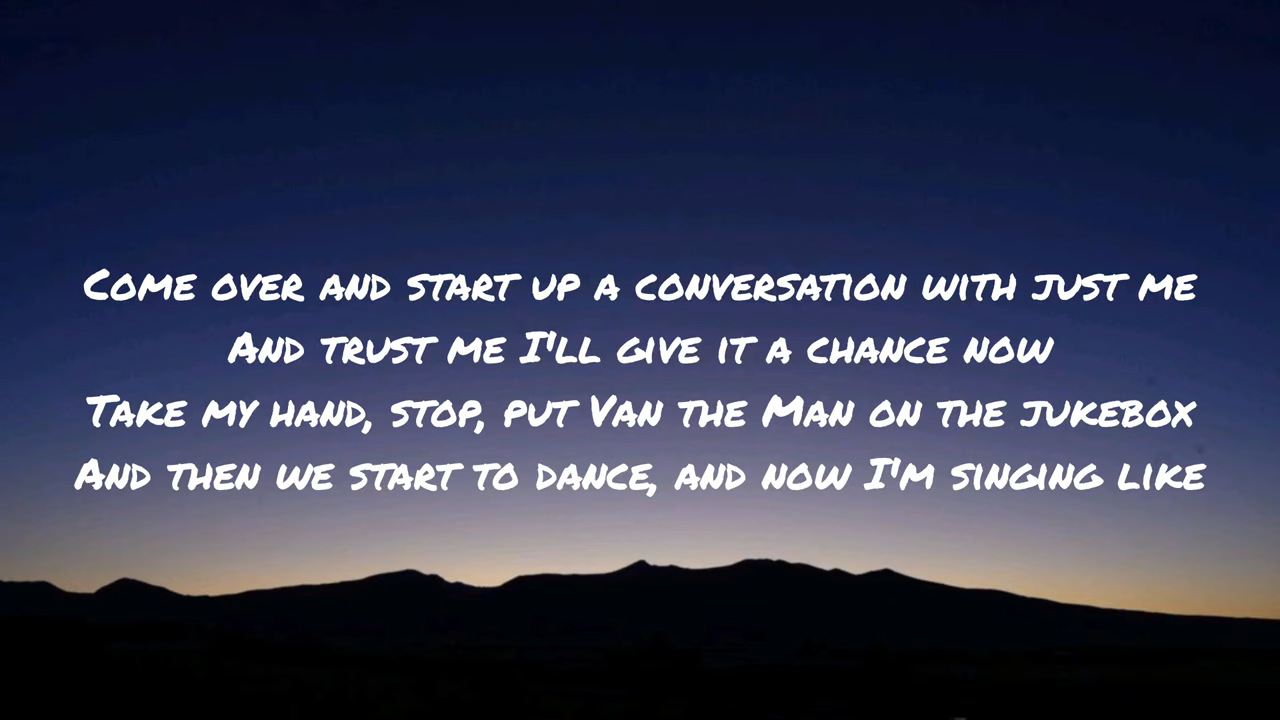 Come over and start up a conversation with just me
And trust me I'll give it a chance now
Take my hand, stop, put Van the Man on the jukebox
And then we start to dance, and now I'm singing like